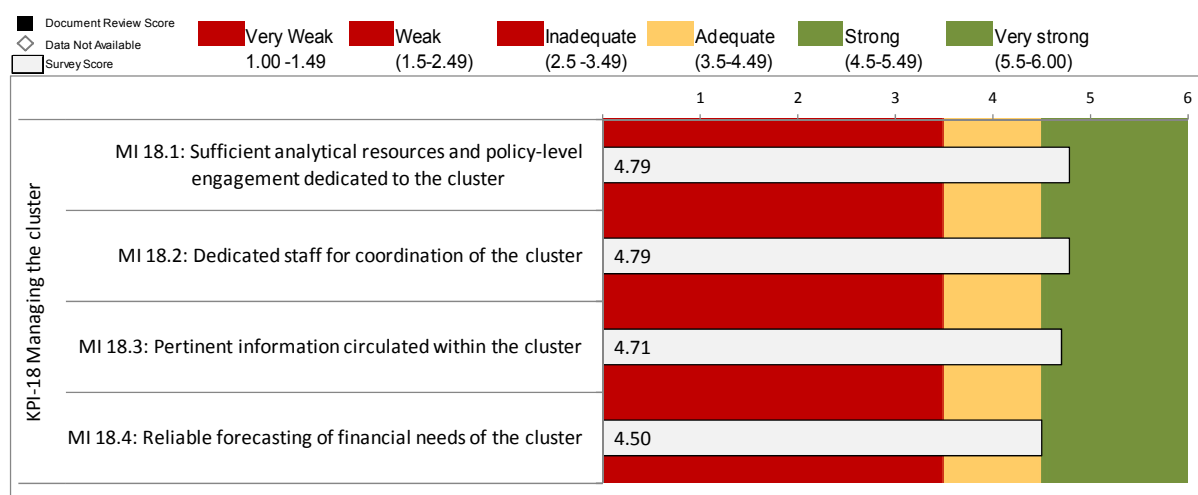 Document Review Score
Data Not Available
Survey Score
Very Weak
1.00 -1.49
Weak
(1.5-2.49)
Inadequate
(2.5 -3.49)
Adequate
(3.5-4.49)
Strong
(4.5-5.49)
Very strong
(5.5-6.00)
1 2 3 4 5 6
KPI-18 Managing the cluster
MI 18.1: Sufficient analytical resources and policy-level
engagement dedicated to the cluster
4.79
MI 18.2: Dedicated staff for coordination of the cluster
4.79
MI 18.3: Pertinent information circulated within the cluster
4.71
MI 18.4: Reliable forecasting of financial needs of the cluster
4.50